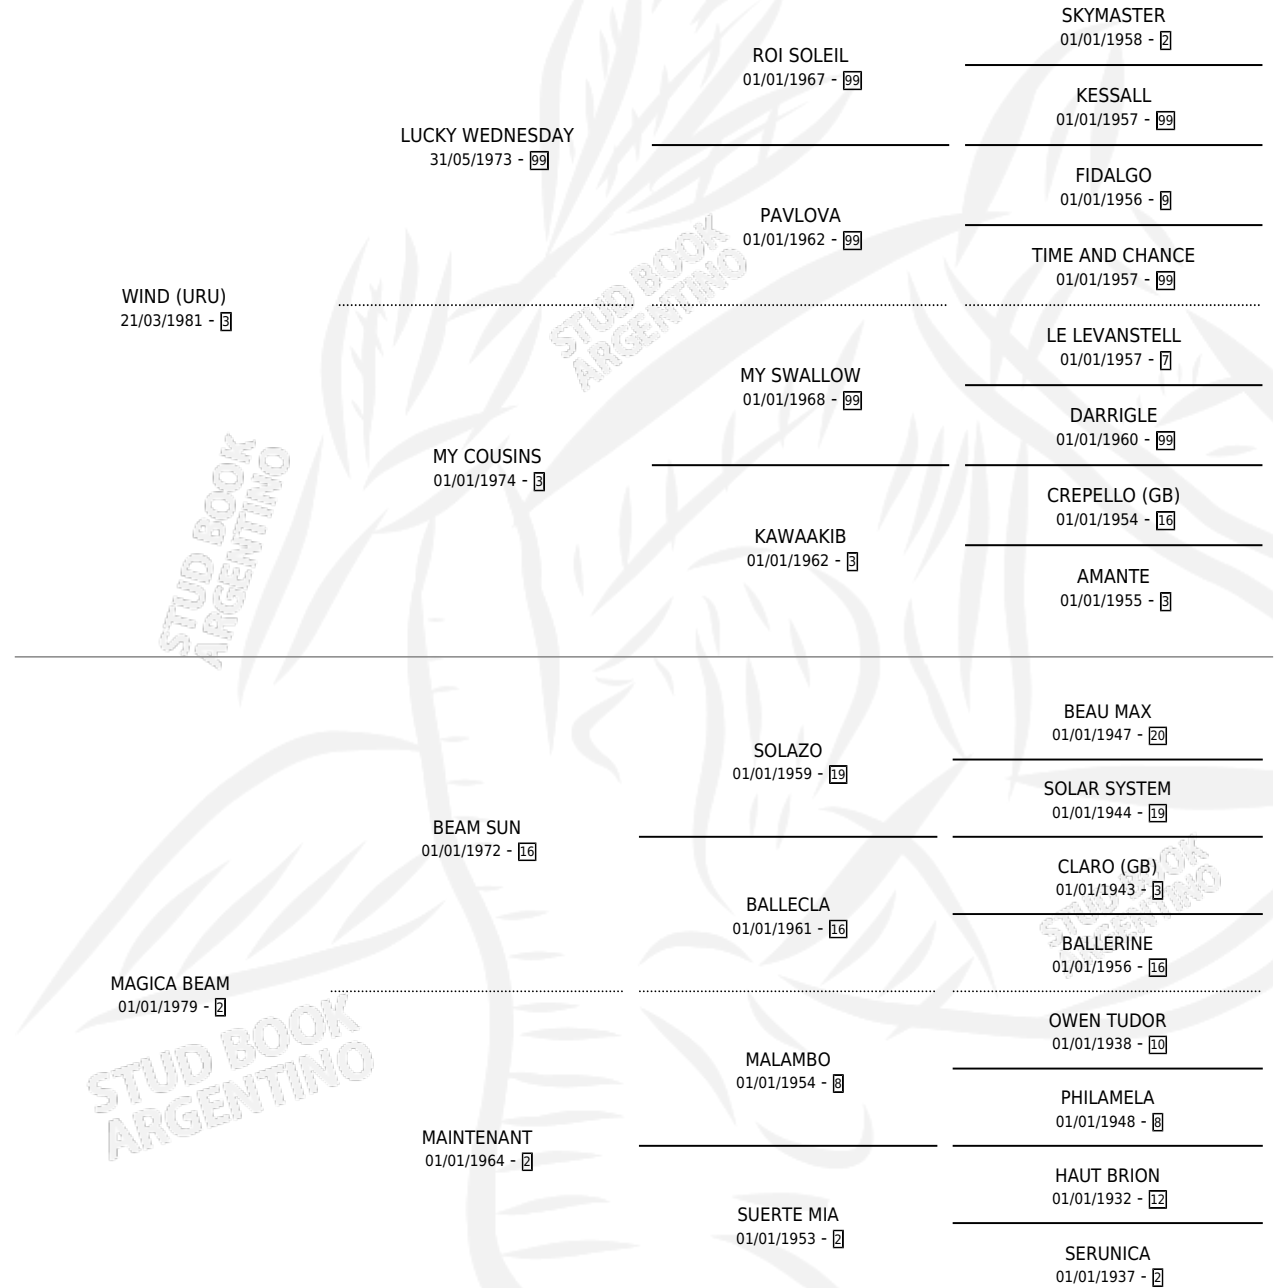 SKYMASTER
01/01/1958 - 2
ROI SOLEIL
01/01/1967 - 99
KESSALL
01/01/1957 - 99
LUCKY WEDNESDAY
31/05/1973 - 99
FIDALGO
01/01/1956 - 9
PAVLOVA
01/01/1962 - 99
TIME AND CHANCE
01/01/1957 - 99
STUD BOOK
ARGENTINO
WIND (URU)
21/03/1981 - 3
LE LEVANSTELL
01/01/1957 - 7
MY SWALLOW
01/01/1968 - 99
DARRIGLE
01/01/1960 - 99
MY COUSINS
01/01/1974 - 3
CREPELLO (GB)
01/01/1954 - 16
KAWAAKIB
01/01/1962 - 3
AMANTE
01/01/1955 - 3
STUD BOOK
ARGENTINO
BEAU MAX
01/01/1947 - 20
SOLAZO
01/01/1959 - 19
SOLAR SYSTEM
01/01/1944 - 19
BEAM SUN
01/01/1972 - 16
CLARO (GB)
01/01/1943 - 3
BALLECLA
01/01/1961 - 16
BALLERINE
01/01/1956 - 16
STUD BOOK
ARGENTINO
MAGICA BEAM
01/01/1979 - 2
OWEN TUDOR
01/01/1938 - 10
MALAMBO
01/01/1954 - 8
PHILAMELA
01/01/1948 - 8
STUD BOOK
ARGENTINO
MAINTENANT
01/01/1964 - 2
HAUT BRION
01/01/1932 - 12
SUERTE MIA
01/01/1953 - 2
SERUNICA
01/01/1937 - 2